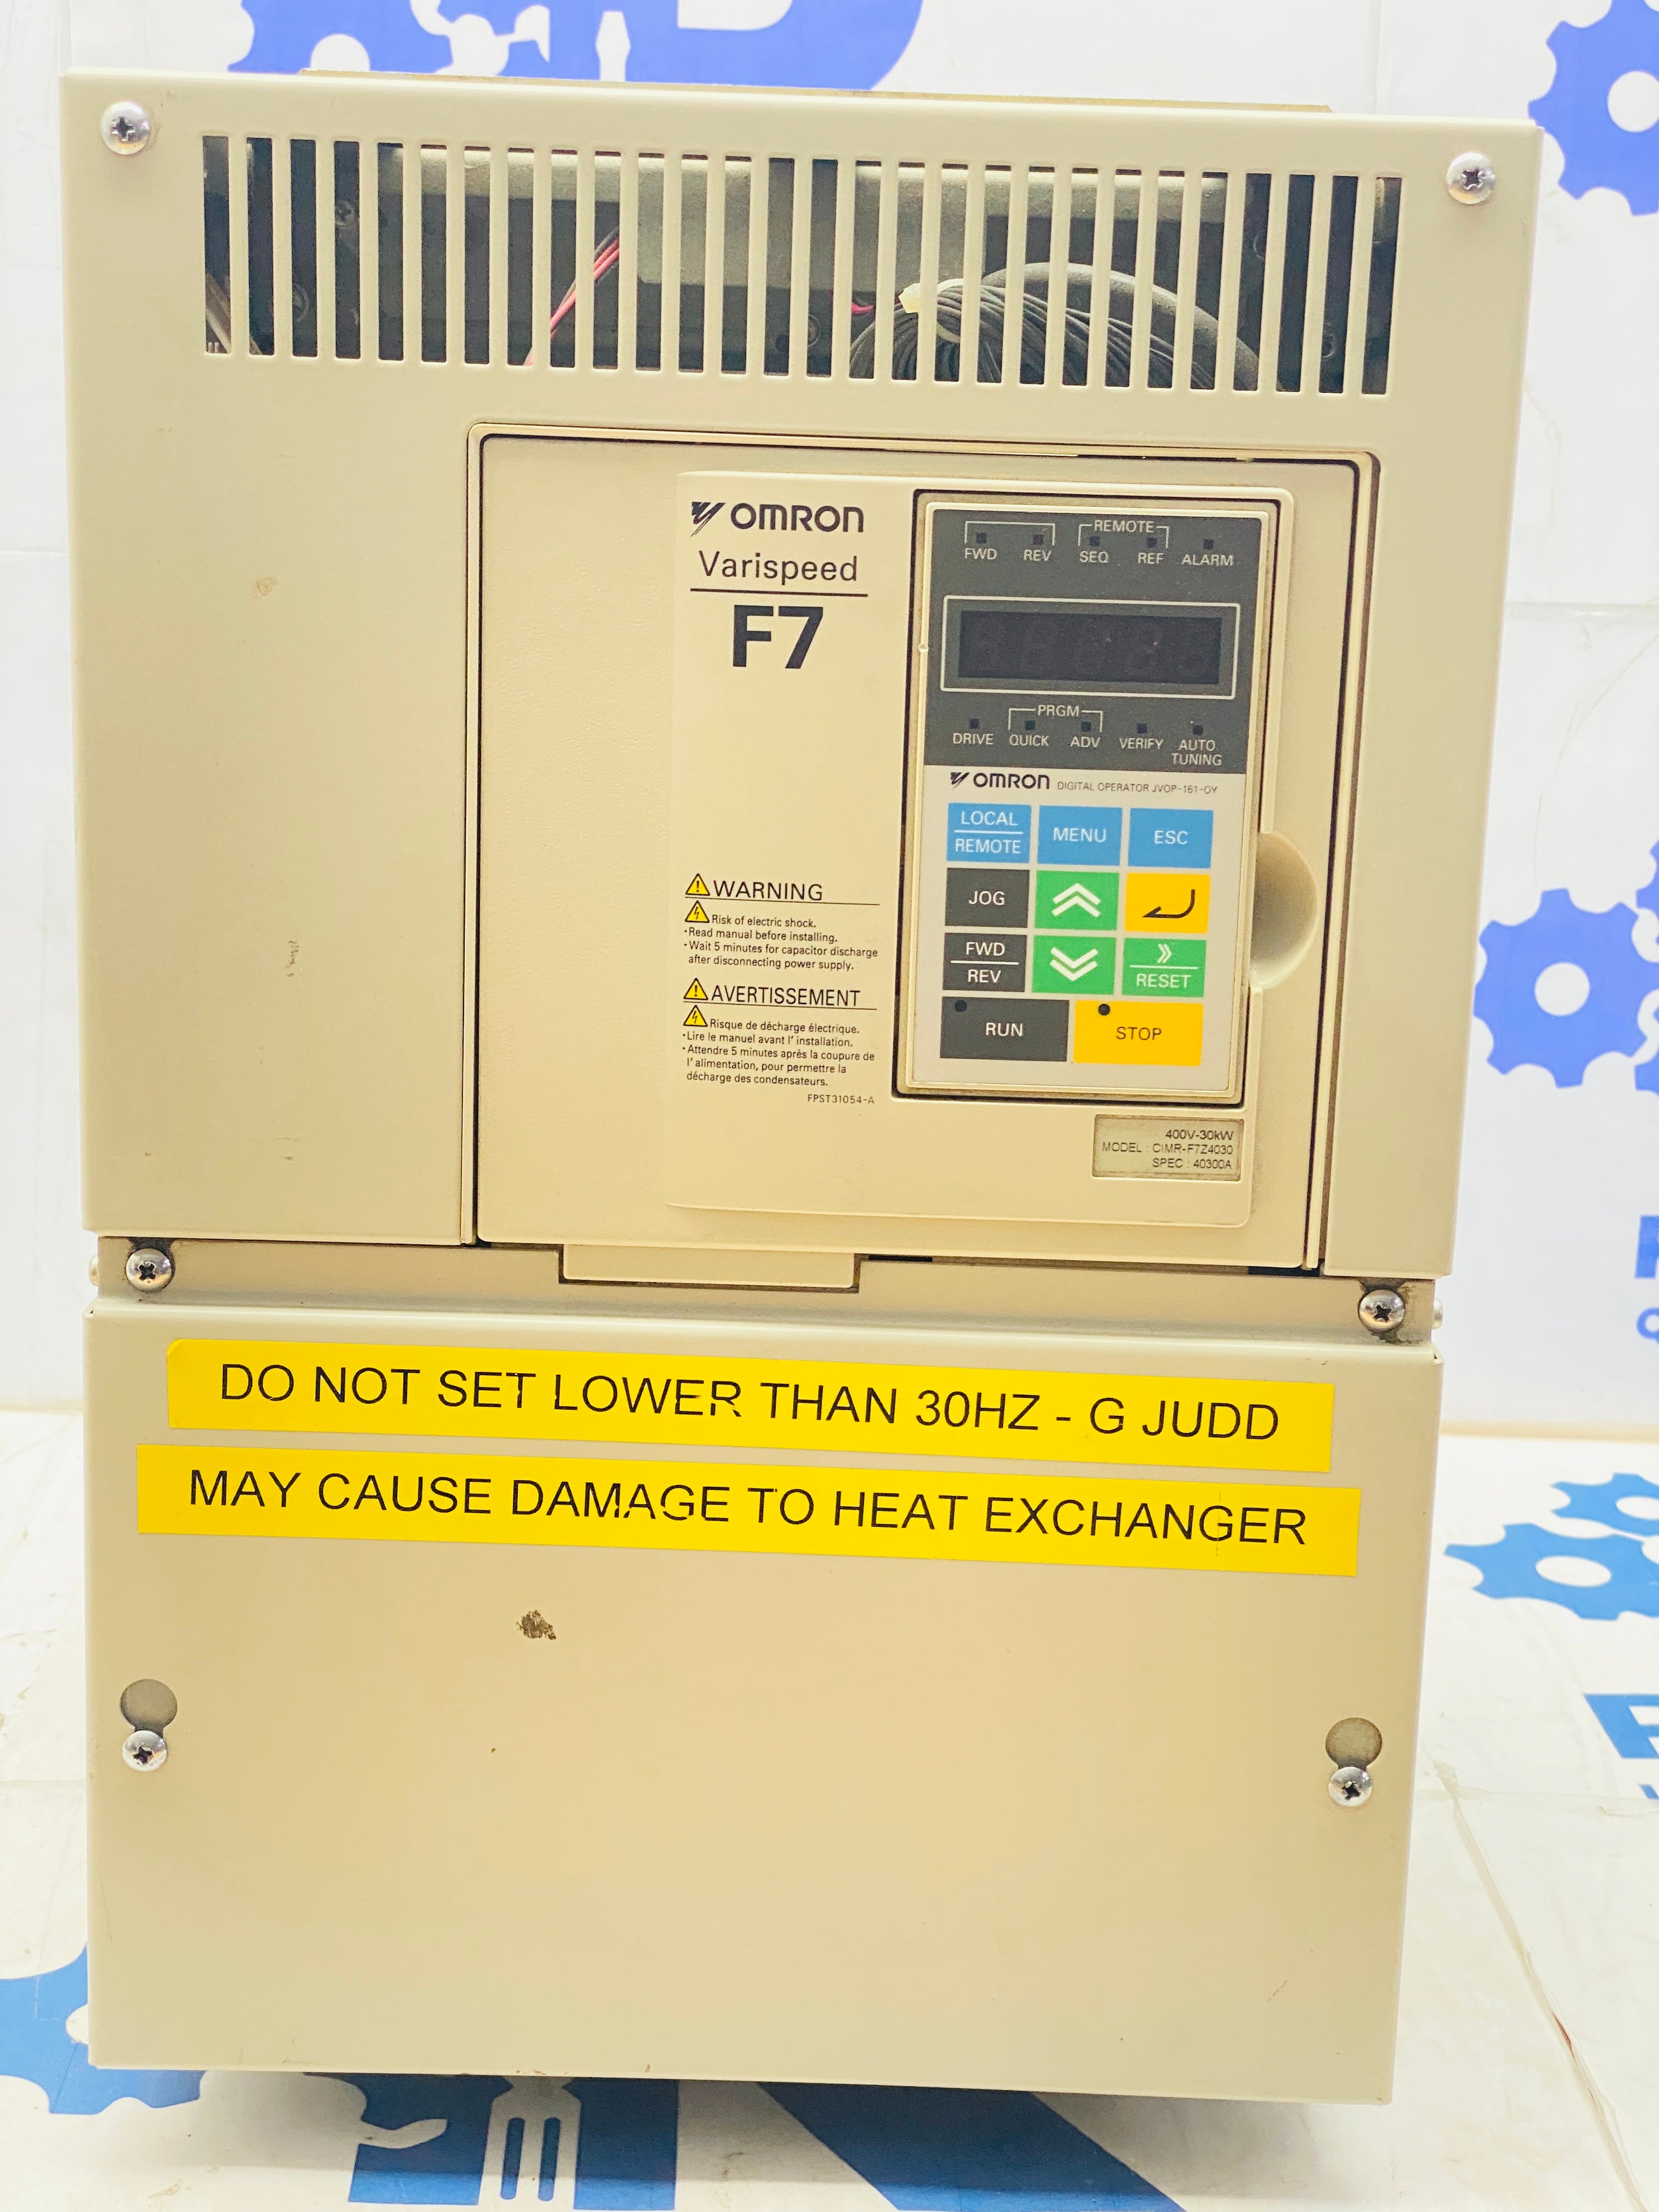 OMRON
Varispeed
F7
WARNING
Risk of electric shock.
·Read manual before installing.
·Wait 5 minutes for capacitor discharge
after disconnecting power supply.
AVERTISSEMENT
Risque de décharge électrique.
·Lire le manuel avant l' installation.
·Attendre 5 minutes après la coupure de
l' alimentation, pour permettre la
décharge des condensateurs.
FPST31054-A
REMOTE
FWD REV SEQ REF ALARM
PRGM
DRIVE QUICK ADV VERIFY AUTO
TUNING
OMRON DIGITAL OPERATOR JVOP-161-OY
LOCAL
REMOTE
MENU
ESC
JOG
FWD
REV
RESET
RUN
STOP
400V-30kW
MODEL : CIMR-F7Z4030
SPEC : 40300A
DO NOT SET LOWER THAN 30HZ - G JUDD
MAY CAUSE DAMAGE TO HEAT EXCHANGER